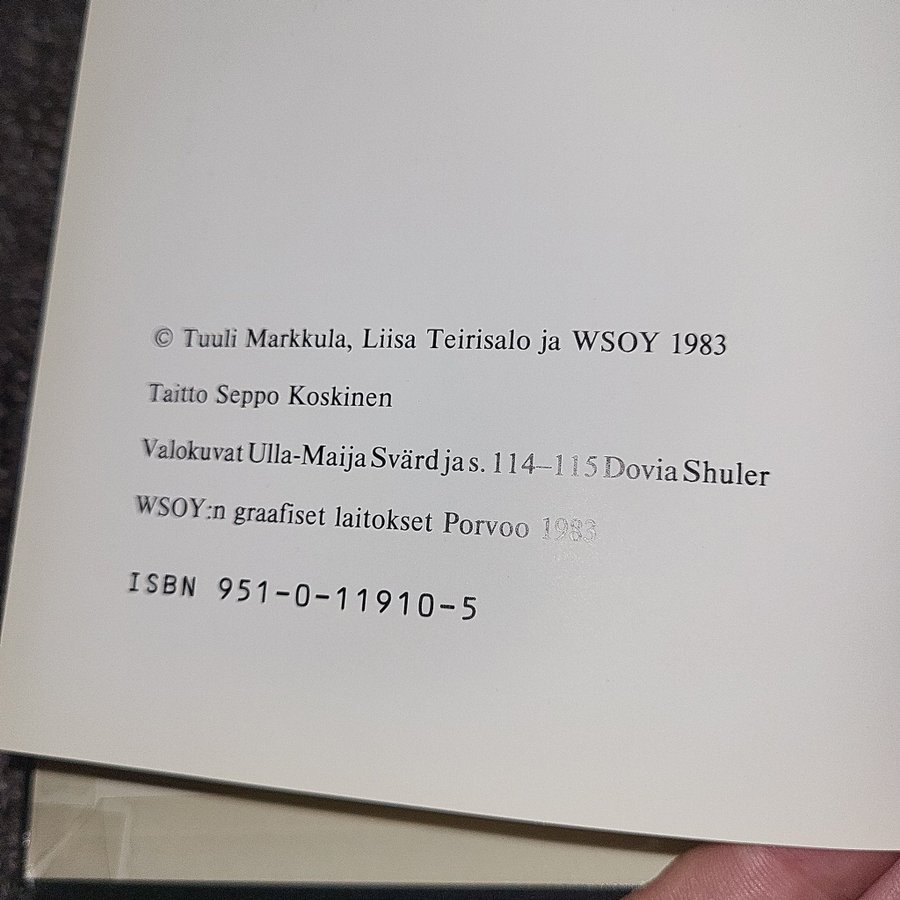 © Tuuli Markkula, Liisa Teirisalo ja WSOY 1983
Taitto Seppo Koskinen
Valokuvat Ulla-Maija Svärd ja s. 114–115 Dovia Shuler
WSOY:n graafiset laitokset Porvoo 1983
ISBN 951-0-11910-5